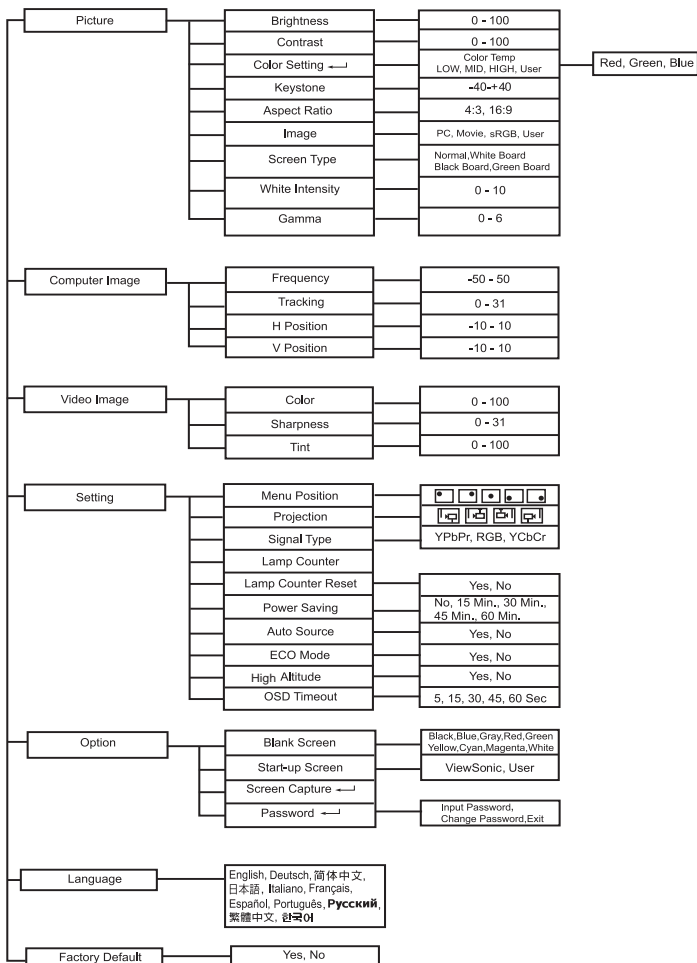 Picture
Brightness
0 - 100
Contrast
0 - 100
Color Setting ↵
Color Temp
LOW, MID, HIGH, User
Red, Green, Blue
Keystone
-40-+40
Aspect Ratio
4:3, 16:9
Image
PC, Movie, sRGB, User
Screen Type
Normal,White Board
Black Board,Green Board
White Intensity
0 - 10
Gamma
0 - 6
Computer Image
Frequency
-50 - 50
Tracking
0 - 31
H Position
-10 - 10
V Position
-10 - 10
Video Image
Color
0 - 100
Sharpness
0 - 31
Tint
0 - 100
Setting
Menu Position
Projection
Signal Type
YPbPr, RGB, YCbCr
Lamp Counter
Lamp Counter Reset
Yes, No
Power Saving
No, 15 Min., 30 Min.,
45 Min., 60 Min.
Auto Source
Yes, No
ECO Mode
Yes, No
High Altitude
Yes, No
OSD Timeout
5, 15, 30, 45, 60 Sec
Option
Blank Screen
Black,Blue,Gray,Red,Green
Yellow,Cyan,Magenta,White
Start-up Screen
ViewSonic, User
Screen Capture ↵
Password ↵
Input Password,
Change Password,Exit
Language
English, Deutsch, 简体中文,
日本語, Italiano, Français,
Español, Português, Русский,
繁體中文, 한국어
Factory Default
Yes, No